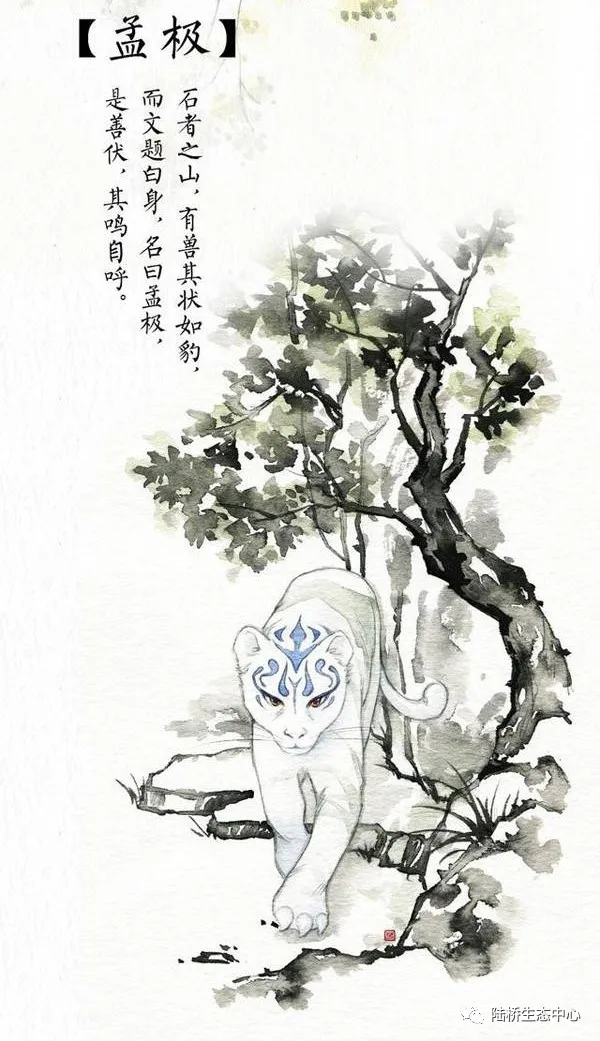 【孟极】
石者之山，有兽其状如豹，
而文题白身，名曰孟极，
是善伏，其鸣自呼。
陆桥生态中心